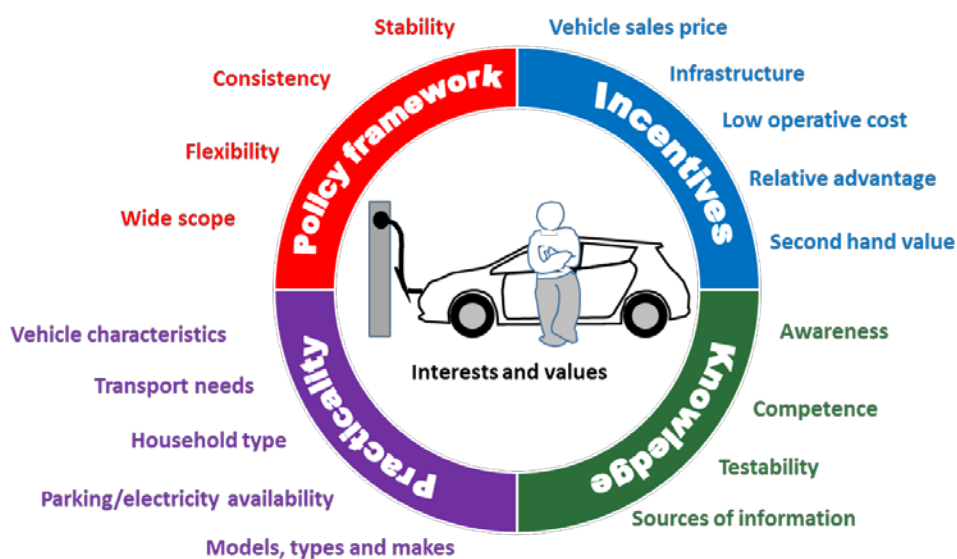 Stability
Consistency
Flexibility
Wide scope
Policy framework
Vehicle sales price
Infrastructure
Low operative cost
Relative advantage
Second hand value
Incentives
Interests and values
Vehicle characteristics
Transport needs
Household type
Parking/electricity availability
Models, types and makes
Practicality
Awareness
Competence
Testability
Sources of information
Knowledge